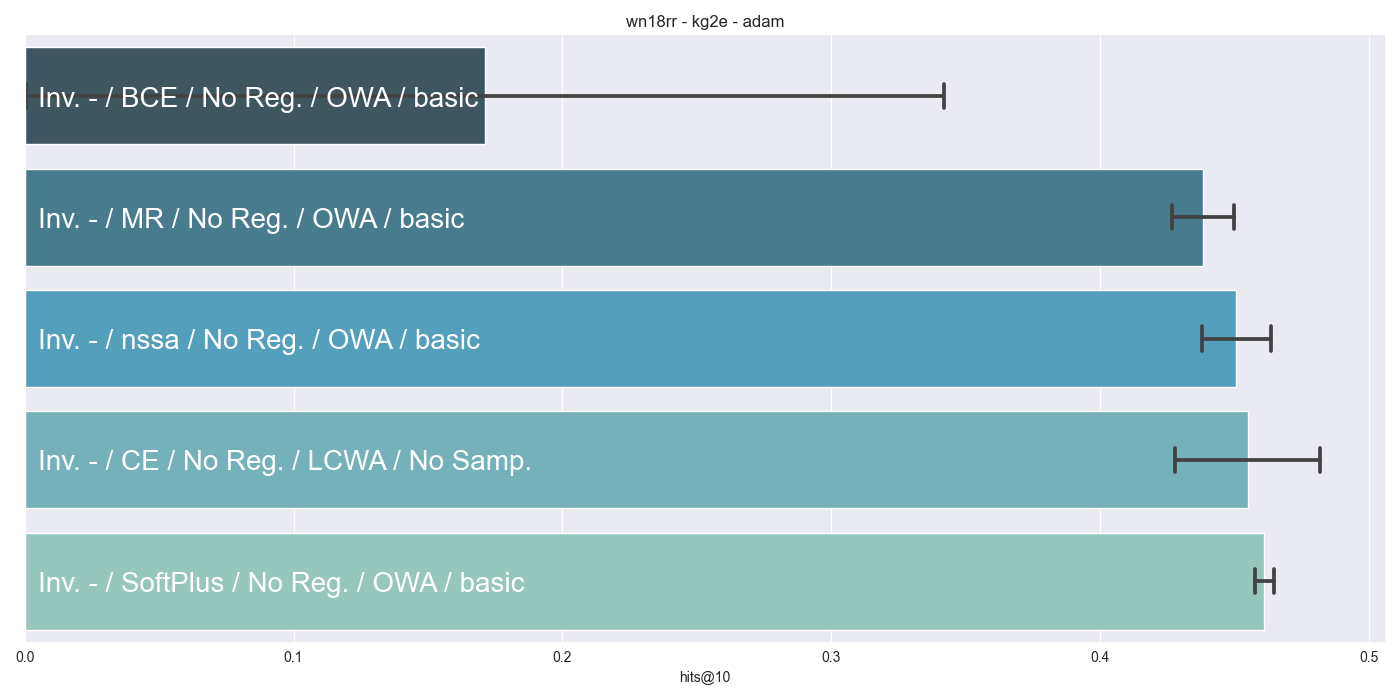 wn18rr - kg2e - adam
Inv. - / BCE / No Reg. / OWA / basic
Inv. - / MR / No Reg. / OWA / basic
Inv. - / nssa / No Reg. / OWA / basic
Inv. - / CE / No Reg. / LCWA / No Samp.
Inv. - / SoftPlus / No Reg. / OWA / basic
0.0 0.1 0.2 0.3 0.4 0.5
hits@10